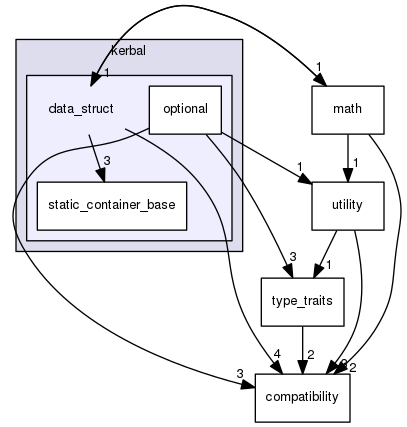 kerbal
1
1
data_struct
optional
math
3
1
1
static_container_base
utility
3
1
type_traits
4
2
2
3
compatibility